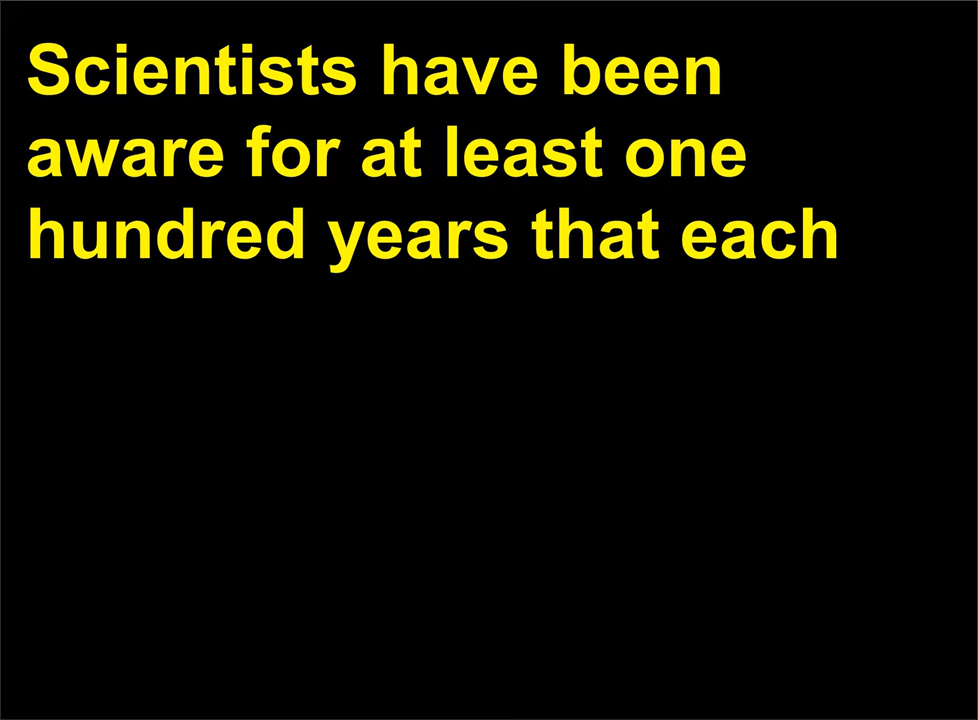 Scientists have been
aware for at least one
hundred years that each